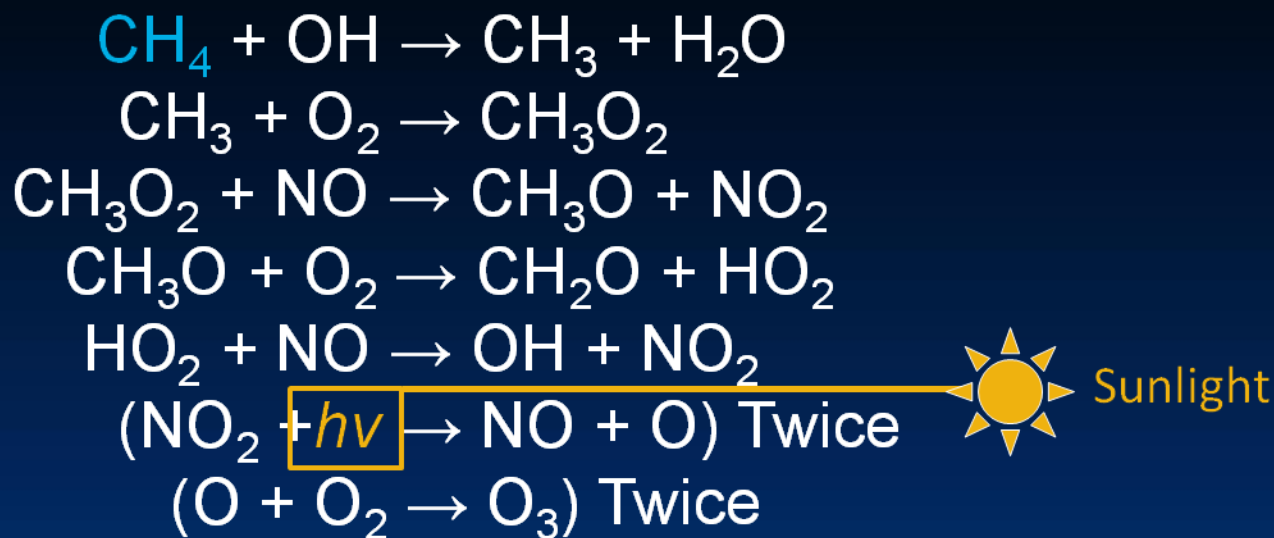 CH₄ + OH → CH₃ + H₂O
CH₃ + O₂ → CH₃O₂
CH₃O₂ + NO → CH₃O + NO₂
CH₃O + O₂ → CH₂O + HO₂
HO₂ + NO → OH + NO₂
Sunlight
(NO₂ + hv → NO + O) Twice
(O + O₂ → O₃) Twice